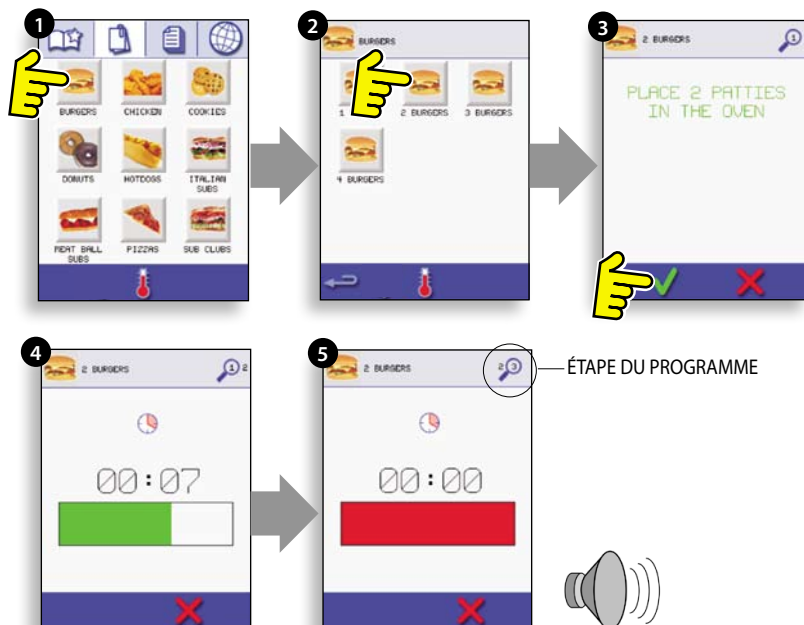 1
BURGERS
CHICKEN
COOKIES
DONUTS
HOTDOGS
ITALIAN
SUBS
MEAT BALL
SUBS
PIZZAS
SUB CLUBS
2
BURGERS
1
2 BURGERS
3 BURGERS
4 BURGERS
3
2 BURGERS
1
PLACE 2 PATTIES
IN THE OVEN
4
2 BURGERS
1 2
00:07
5
2 BURGERS
2 3
ÉTAPE DU PROGRAMME
00:00